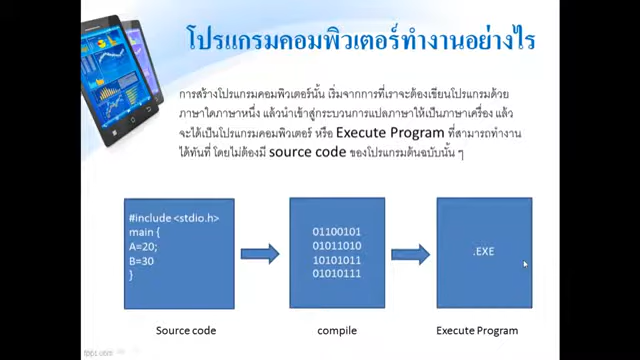 โปรแกรมคอมพิวเตอร์ทำงานอย่างไร
การสร้างโปรแกรมคอมพิวเตอร์นั้น เริ่มจากการที่เราจะต้องเขียนโปรแกรมด้วย
ภาษาใดภาษาหนึ่ง แล้วนำเข้าสู่กระบวนการแปลภาษาให้เป็นภาษาเครื่อง แล้ว
จะได้เป็นโปรแกรมคอมพิวเตอร์ หรือ Execute Program ที่สามารถทำงาน
ได้ทันที โดยไม่ต้องมี source code ของโปรแกรมต้นฉบับนั้น ๆ
#include <stdio.h>
main {
A=20;
B=30
}
01100101
01011010
10101011
01010111
.EXE
Source code
compile
Execute Program